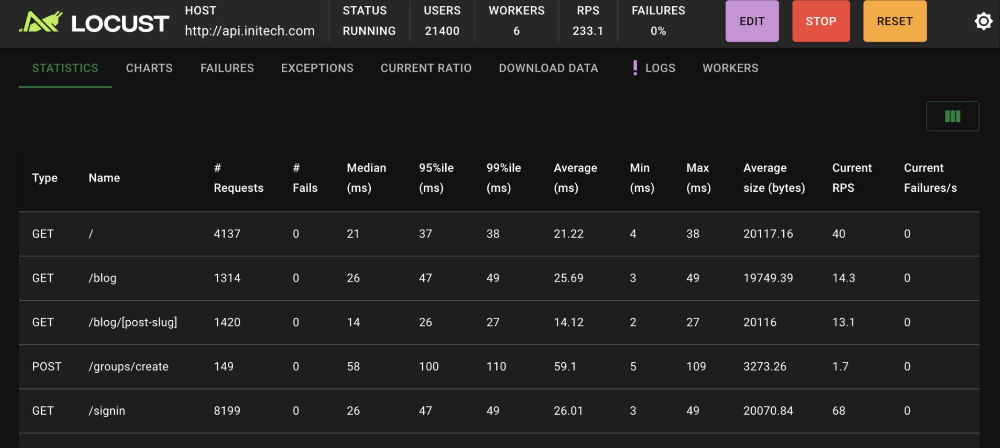 LOCUST
HOST
http://api.initech.com
STATUS
RUNNING
USERS
21400
WORKERS
6
RPS
233.1
FAILURES
0%
EDIT
STOP
RESET
STATISTICS CHARTS FAILURES EXCEPTIONS CURRENT RATIO DOWNLOAD DATA ! LOGS WORKERS
Type Name # Requests # Fails Median (ms) 95%ile (ms) 99%ile (ms) Average (ms) Min (ms) Max (ms) Average size (bytes) Current RPS Current Failures/s
GET / 4137 0 21 37 38 21.22 4 38 20117.16 40 0
GET /blog 1314 0 26 47 49 25.69 3 49 19749.39 14.3 0
GET /blog/[post-slug] 1420 0 14 26 27 14.12 2 27 20116 13.1 0
POST /groups/create 149 0 58 100 110 59.1 5 109 3273.26 1.7 0
GET /signin 8199 0 26 47 49 26.01 3 49 20070.84 68 0